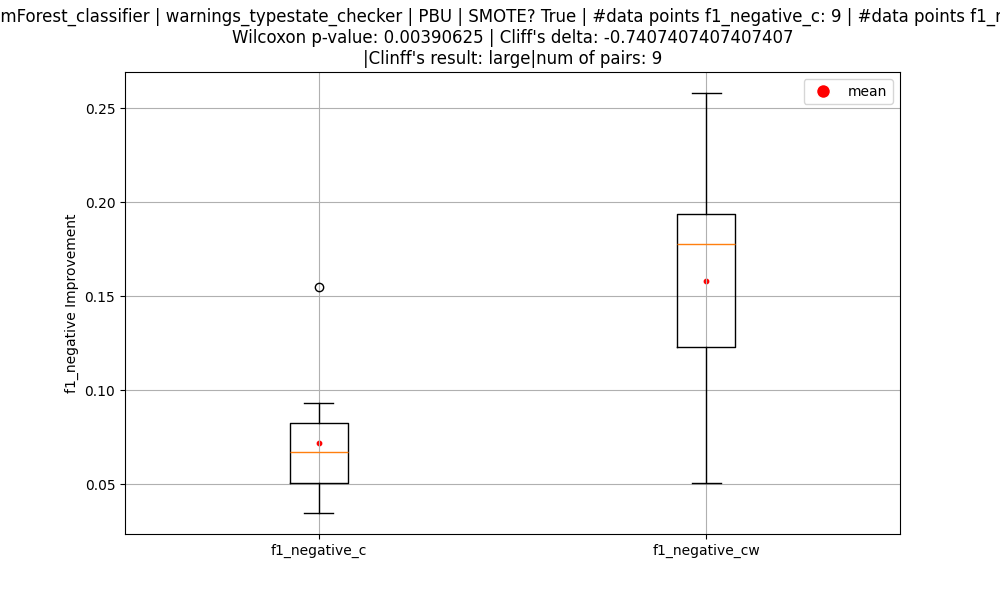 mForest_classifier | warnings_typestate_checker | PBU | SMOTE? True | #data points f1_negative_c: 9 | #data points
Wilcoxon p-value: 0.00390625 | Cliff's delta: -0.7407407407407407
|Clinff's result: large|num of pairs: 9
mean
0.25
0.20
0.15
0.10
0.05
f1_negative Improvement
f1_negative_c
f1_negative_cw